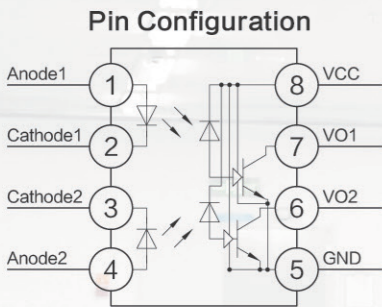 Pin Configuration
Anode1 1 8 VCC
Cathode1 2 7 VO1
Cathode2 3 6 VO2
Anode2 4 5 GND